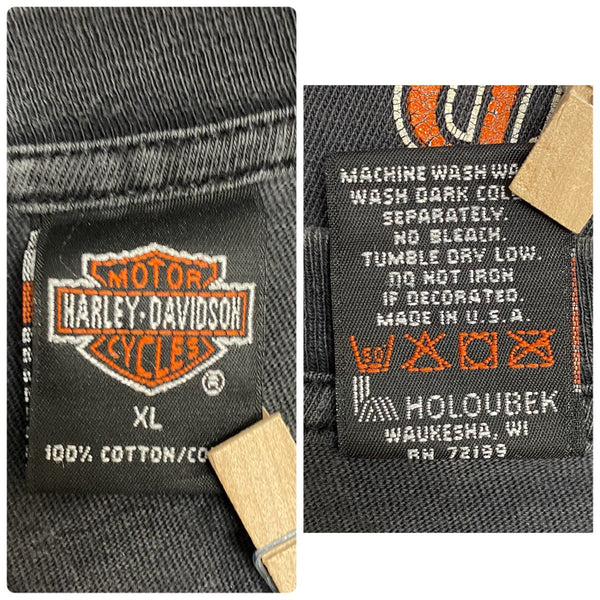 MOTOR
HARLEY-DAVIDSON
CYCLES
®
XL
100% COTTON/CO
MACHINE WASH WA
WASH DARK COL
SEPARATELY.
NO BLEACH.
TUMBLE DRY LOW.
DO NOT IRON
IF DECORATED.
MADE IN U.S.A.
50
HOLOUBEK
WAUKESHA, WI
RN 72199